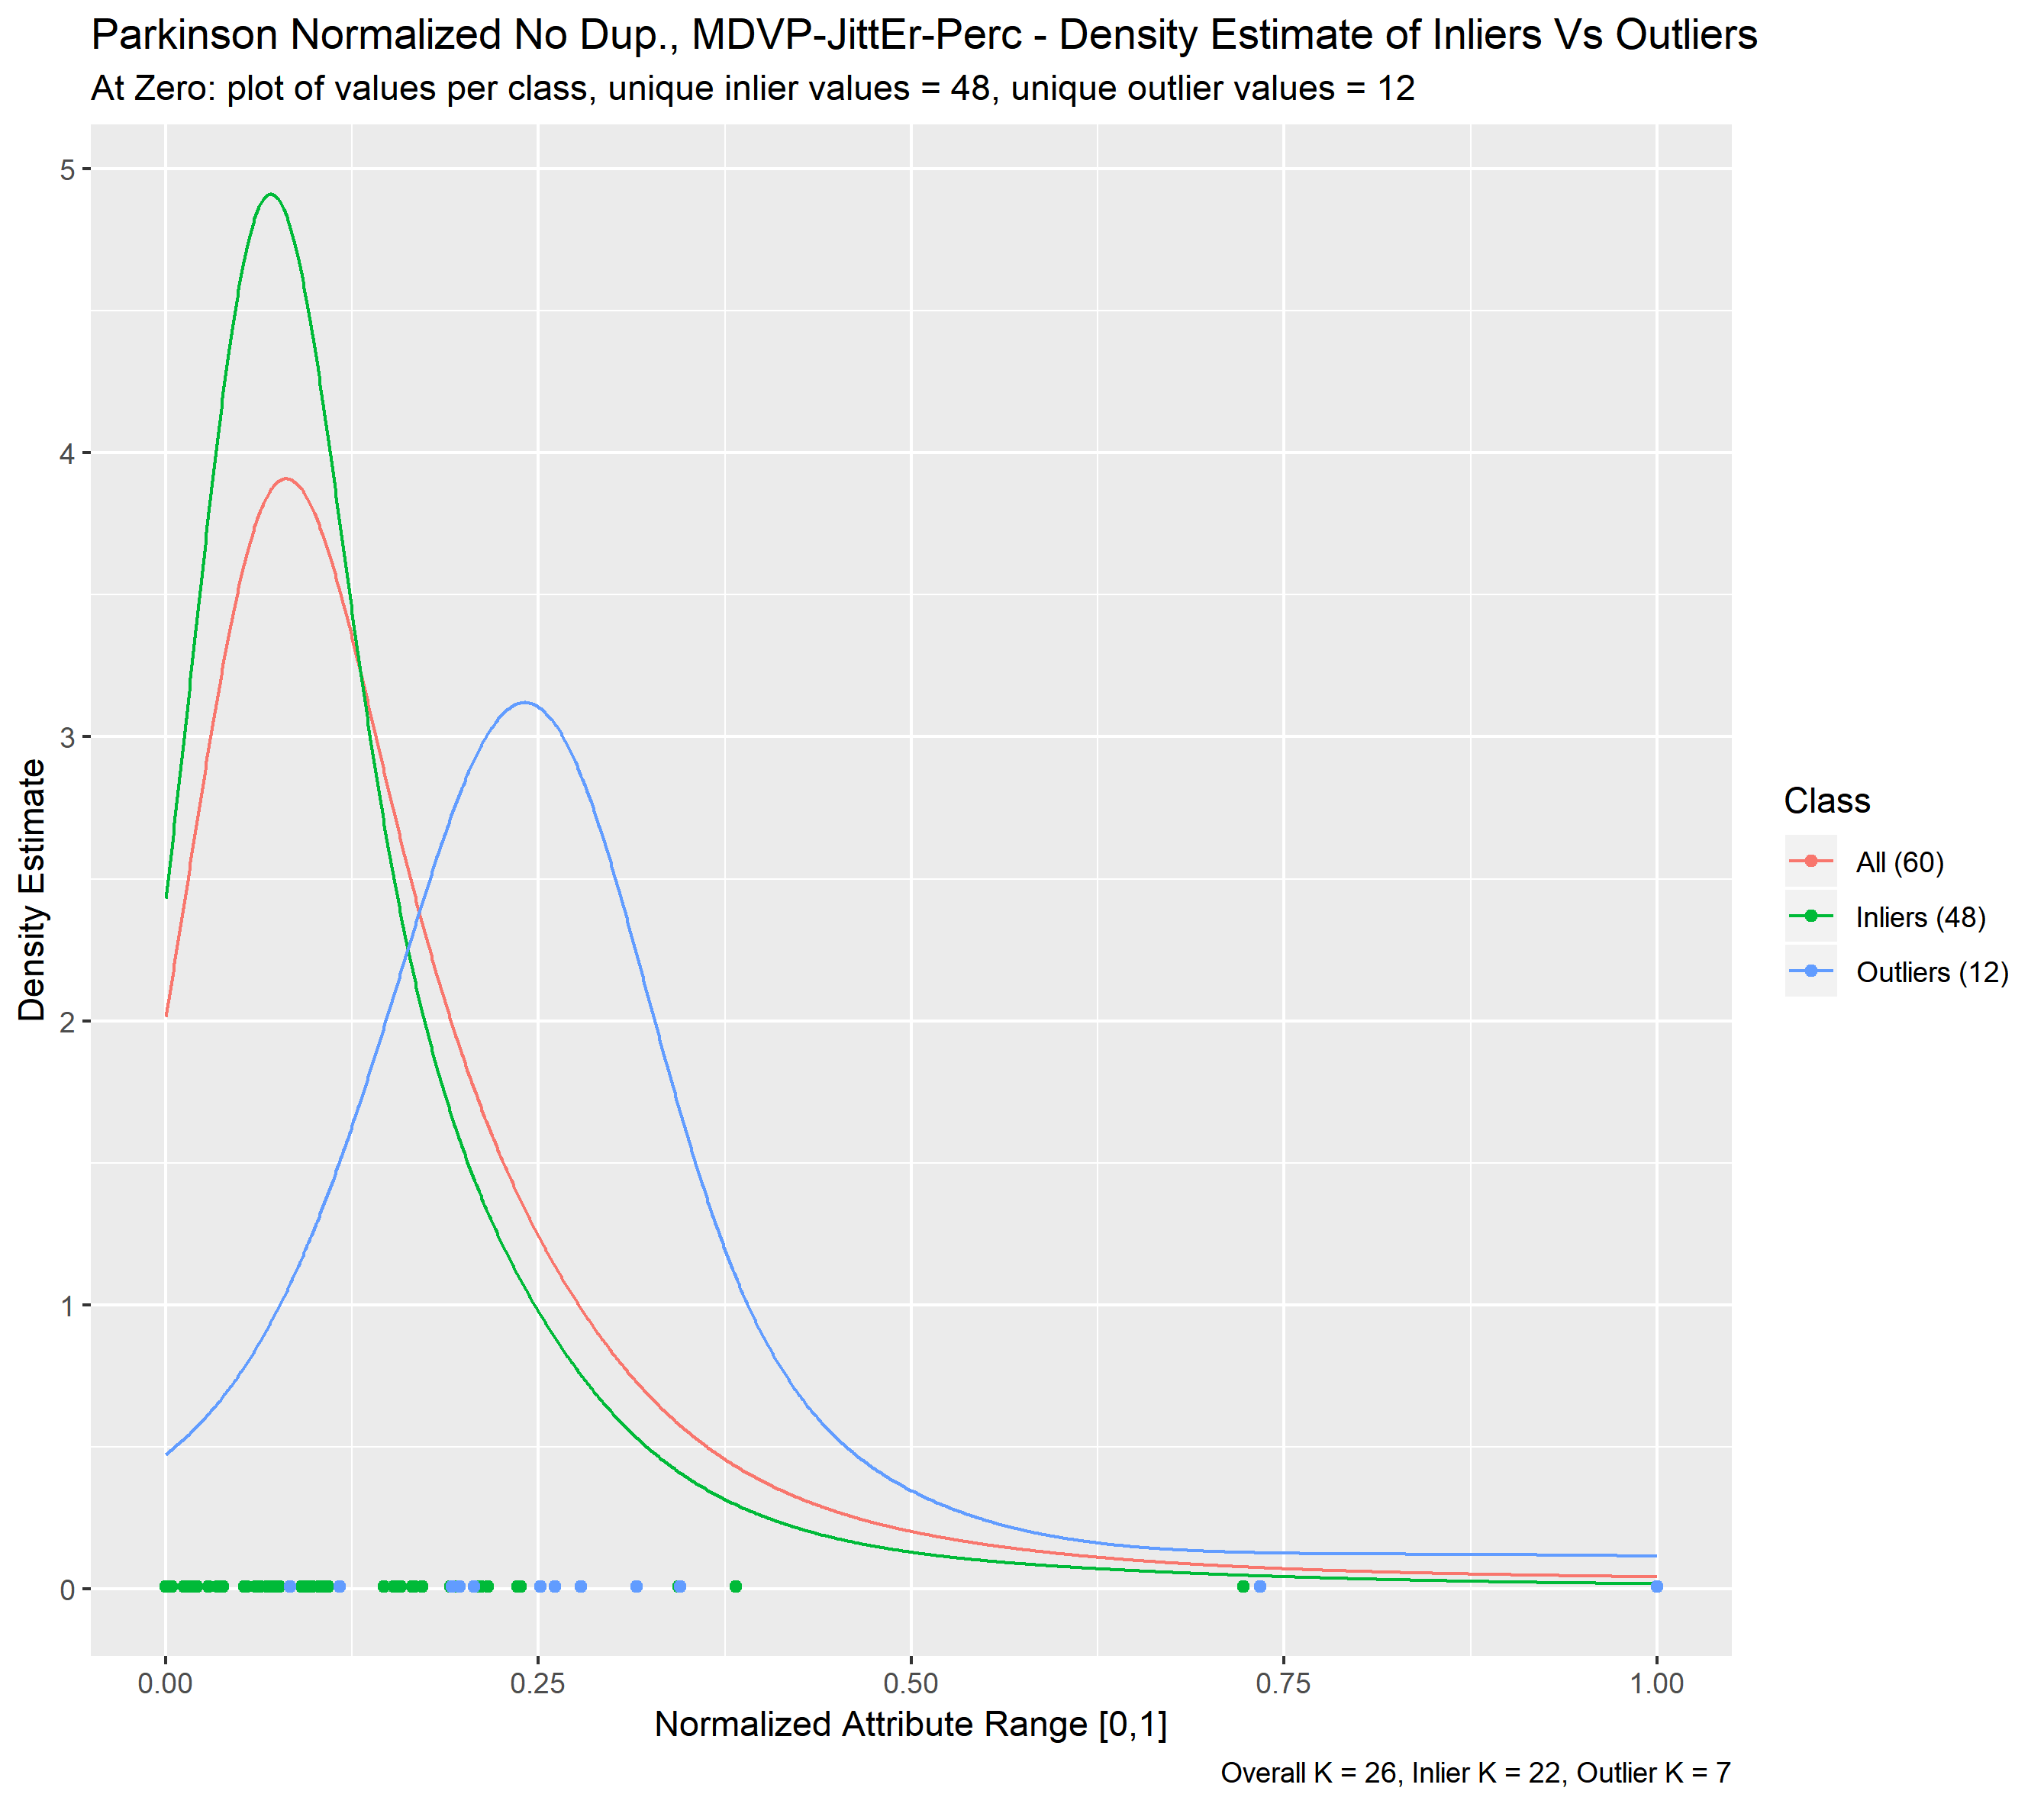 Parkinson Normalized No Dup., MDVP-JittEr-Perc - Density Estimate of Inliers Vs Outliers
At Zero: plot of values per class, unique inlier values = 48, unique outlier values = 12
5
4
3
2
1
0
Density Estimate
0.00 0.25 0.50 0.75 1.00
Normalized Attribute Range [0,1]
Class
All (60)
Inliers (48)
Outliers (12)
Overall K = 26, Inlier K = 22, Outlier K = 7